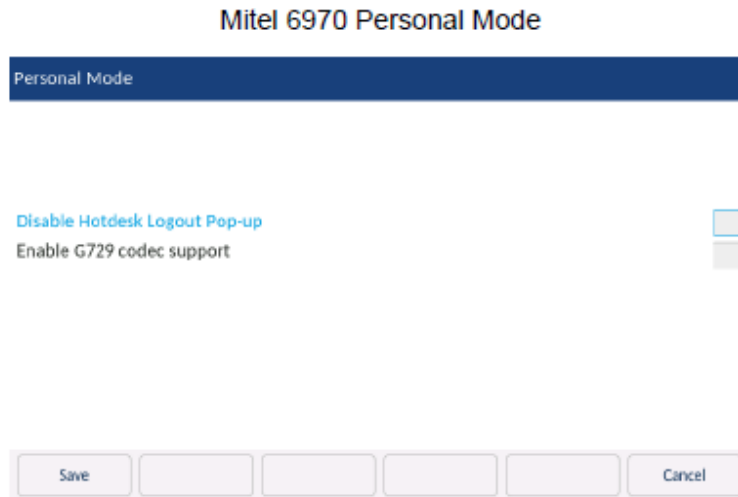 Mitel 6970 Personal Mode
Personal Mode
Disable Hotdesk Logout Pop-up
Enable G729 codec support
Save
Cancel